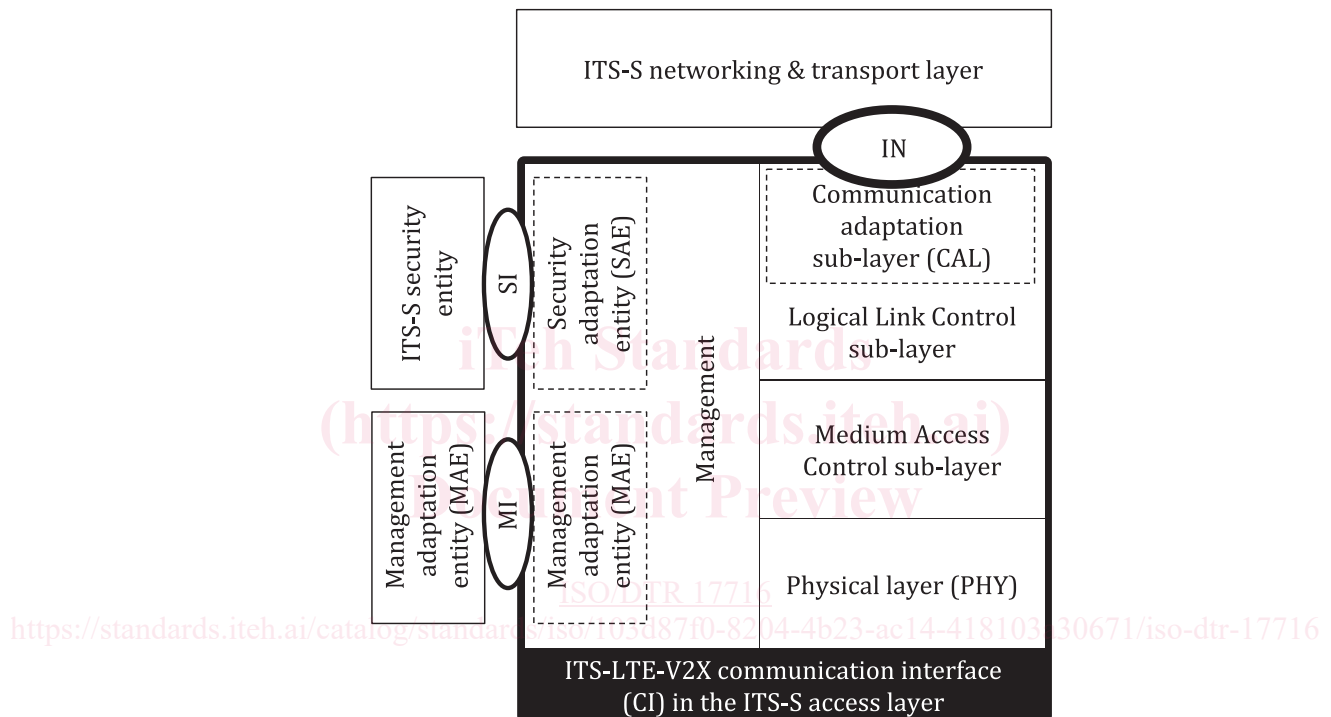 ITS-S networking & transport layer
IN
Communication
adaptation
sub-layer (CAL)
Logical Link Control
sub-layer
Medium Access
Control sub-layer
Physical layer (PHY)
Management
ITS-S security
entity
SI
Security
adaptation
entity (SAE)
Management
adaptation
entity (MAE)
MI
Management
adaptation
entity (MAE)
ITS-LTE-V2X communication interface
(CI) in the ITS-S access layer
iTeh Standards
(https://standards.iteh.ai)
Document Preview
ISO/DTR 17716
https://standards.iteh.ai/catalog/standards/iso/103d87f0-8204-4b23-ac14-418103a30671/iso-dtr-17716